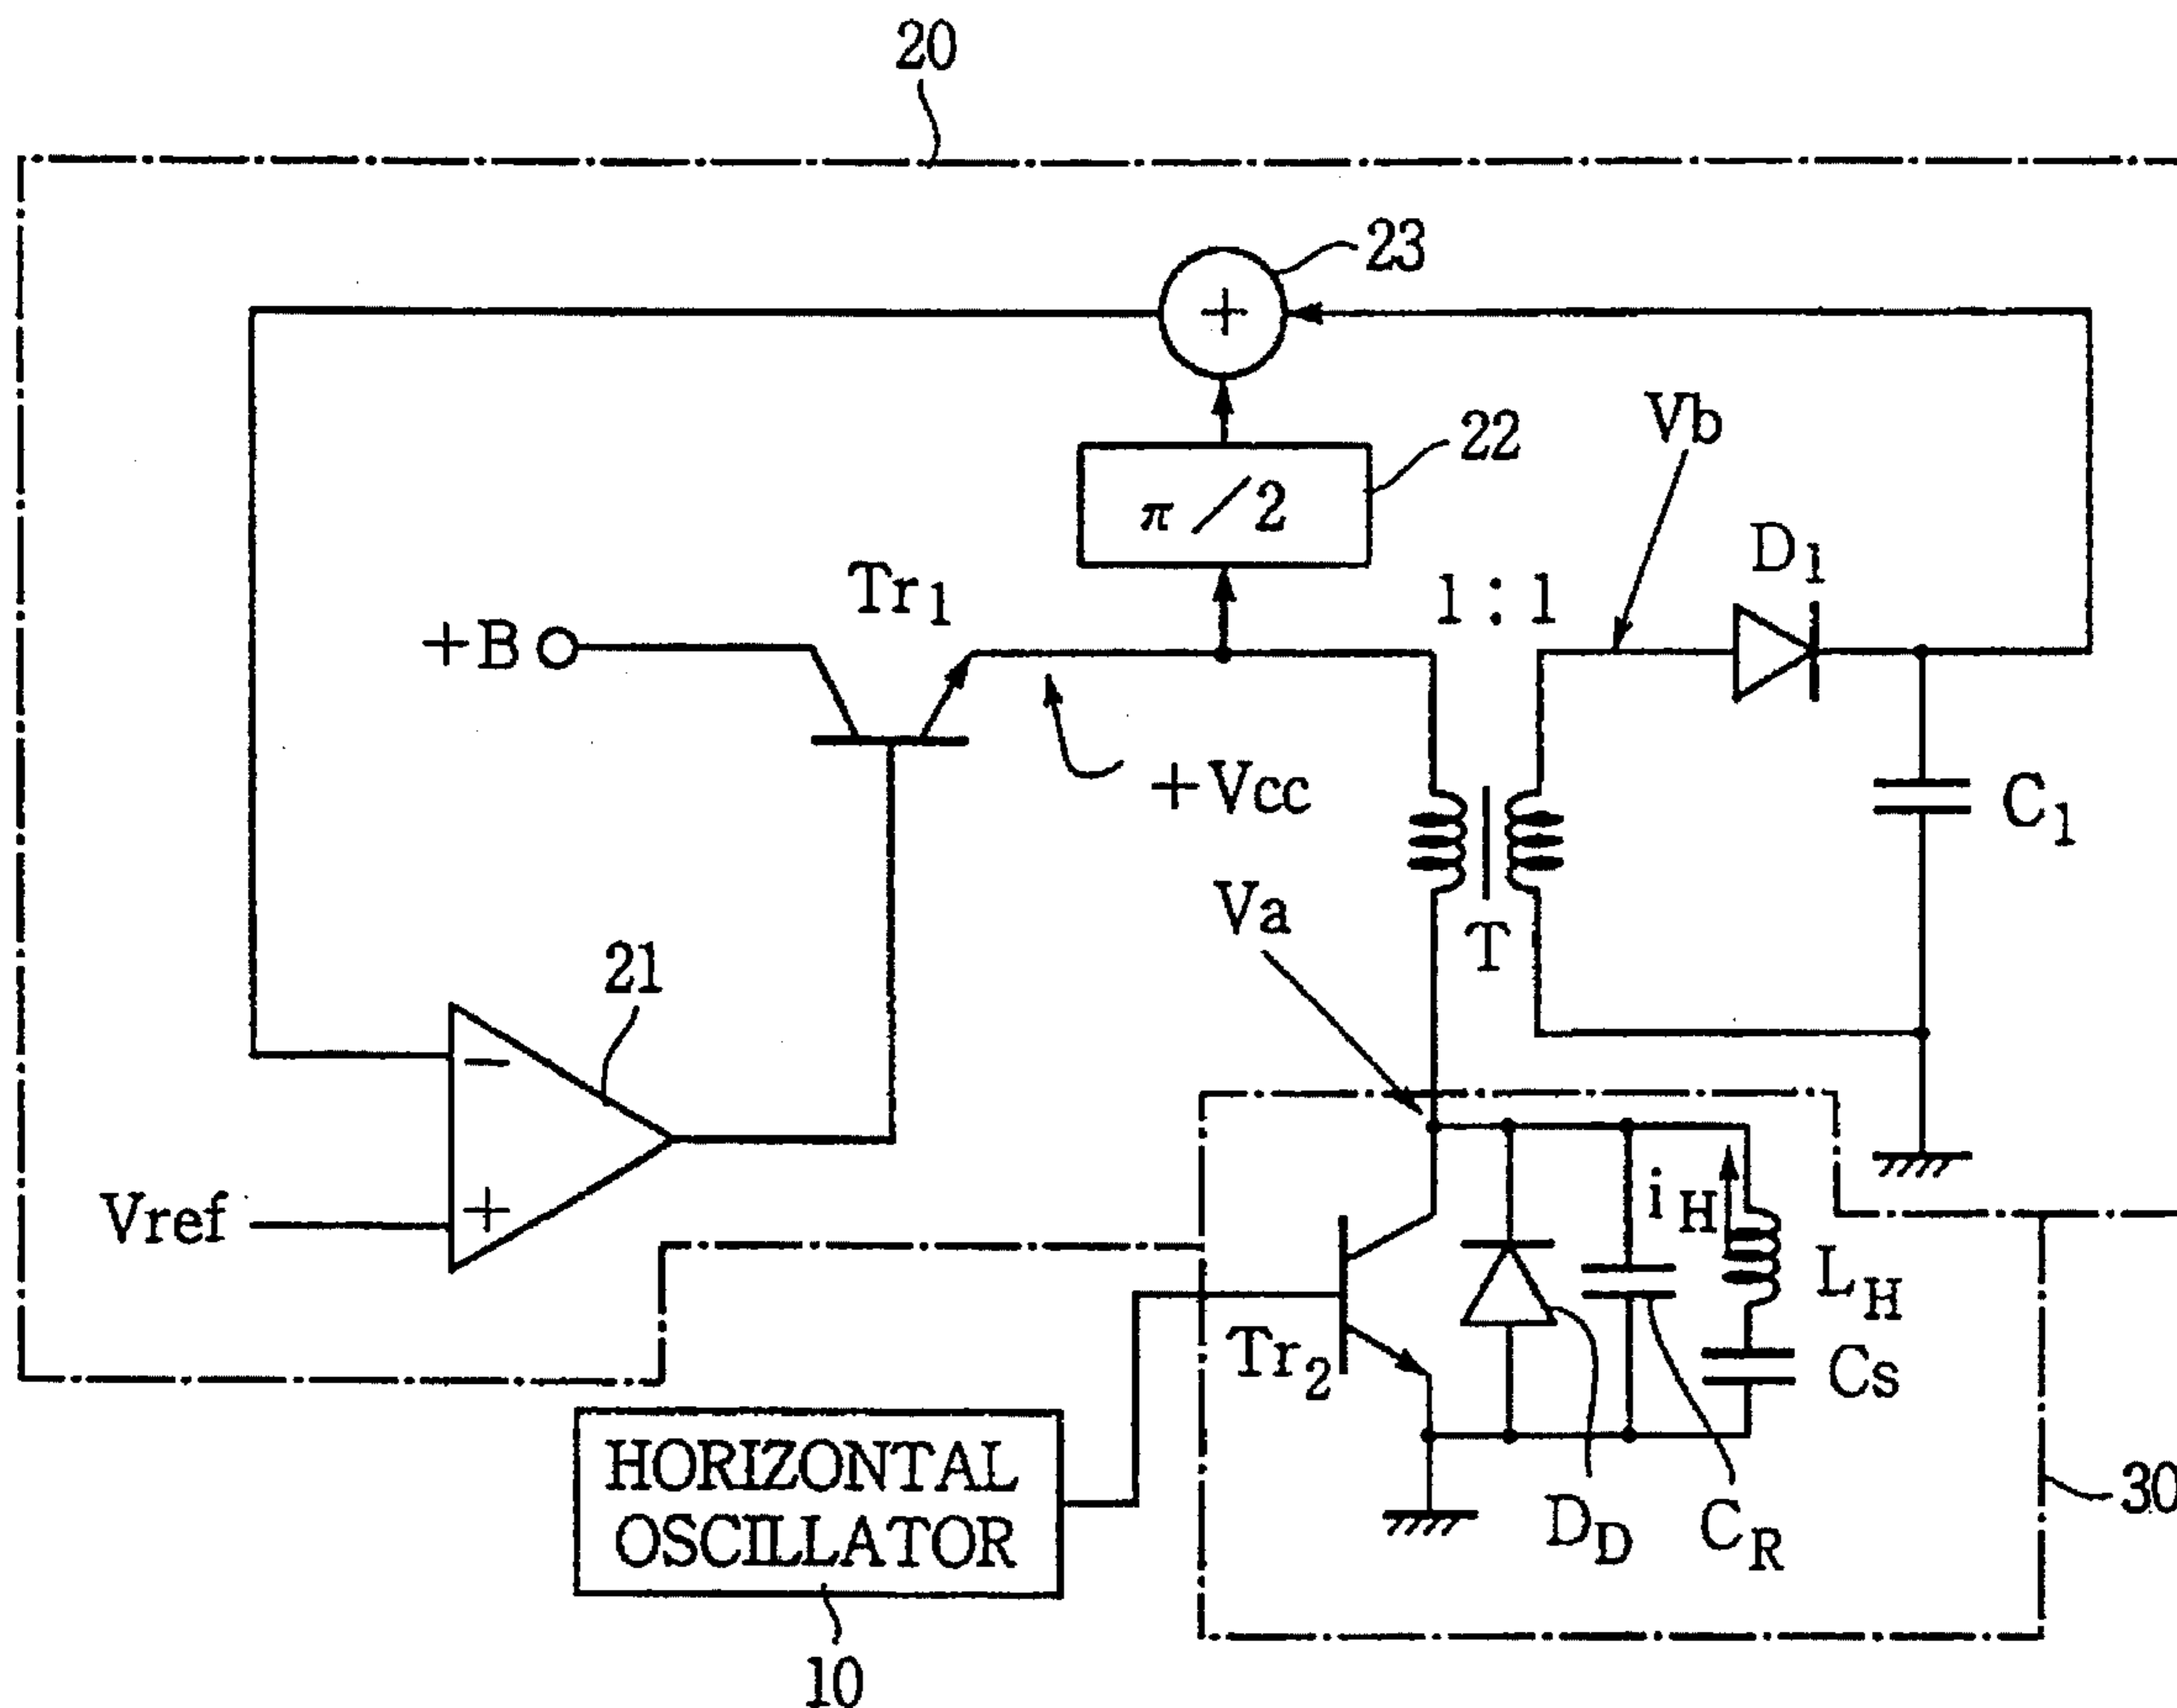 20
23
22
π/2
Vb
D1
1 : 1
Tr1
+B
+Vcc
C1
Va
T
21
−
+
Vref
iH
LH
Tr2
Cs
HORIZONTAL
OSCILLATOR
DD
CR
30
10
+